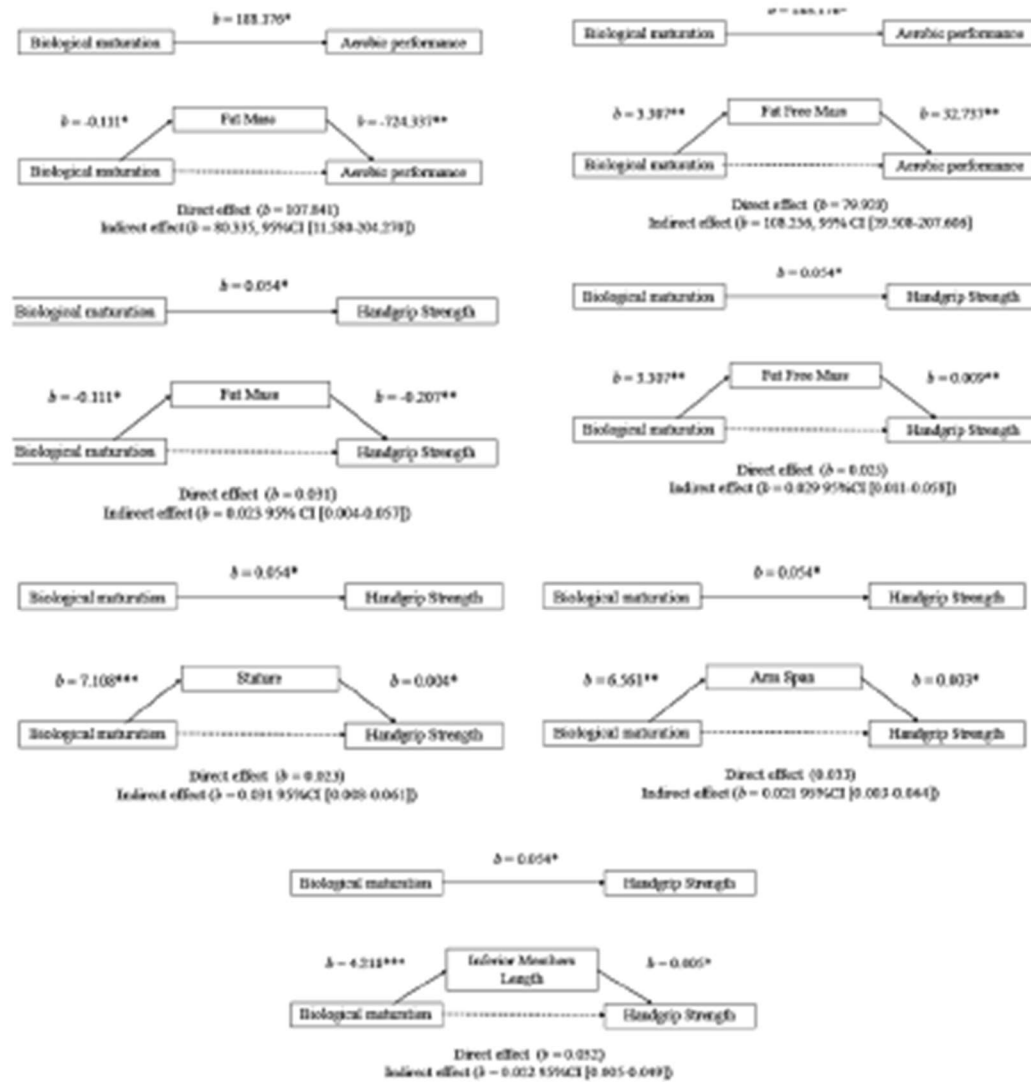 b = 188.176*
Biological maturation
Aerobic performance
b = -0.111*
Fat Mass
b = -724.337**
Biological maturation
Aerobic performance
Direct effect (b = 107.841)
Indirect effect (b = 80.335, 95%CI [11.580-204.270])
Biological maturation
Aerobic performance
b = 3.307**
Fat Free Mass
b = 32.737**
Biological maturation
Aerobic performance
Direct effect (b = 79.920)
Indirect effect (b = 108.256, 95% CI [39.508-207.606]
b = 0.054*
Biological maturation
Handgrip Strength
b = -0.111*
Fat Mass
b = -0.207**
Biological maturation
Handgrip Strength
Direct effect (b = 0.031)
Indirect effect (b = 0.023 95% CI [0.004-0.057])
b = 0.054*
Biological maturation
Handgrip Strength
b = 3.307**
Fat Free Mass
b = 0.009**
Biological maturation
Handgrip Strength
Direct effect (b = 0.025)
Indirect effect (b = 0.029 95%CI [0.011-0.058])
b = 0.054*
Biological maturation
Handgrip Strength
b = 7.108***
Stature
b = 0.004*
Biological maturation
Handgrip Strength
Direct effect (b = 0.023)
Indirect effect (b = 0.031 95%CI [0.008-0.061])
b = 0.054*
Biological maturation
Handgrip Strength
b = 6.561**
Arm Span
b = 0.003*
Biological maturation
Handgrip Strength
Direct effect (0.033)
Indirect effect (b = 0.021 95%CI [0.003-0.044])
b = 0.054*
Biological maturation
Handgrip Strength
b = 4.218***
Inferior Members
Length
b = 0.005*
Biological maturation
Handgrip Strength
Direct effect (b = 0.032)
Indirect effect (b = 95%CI [0.005-0.049])